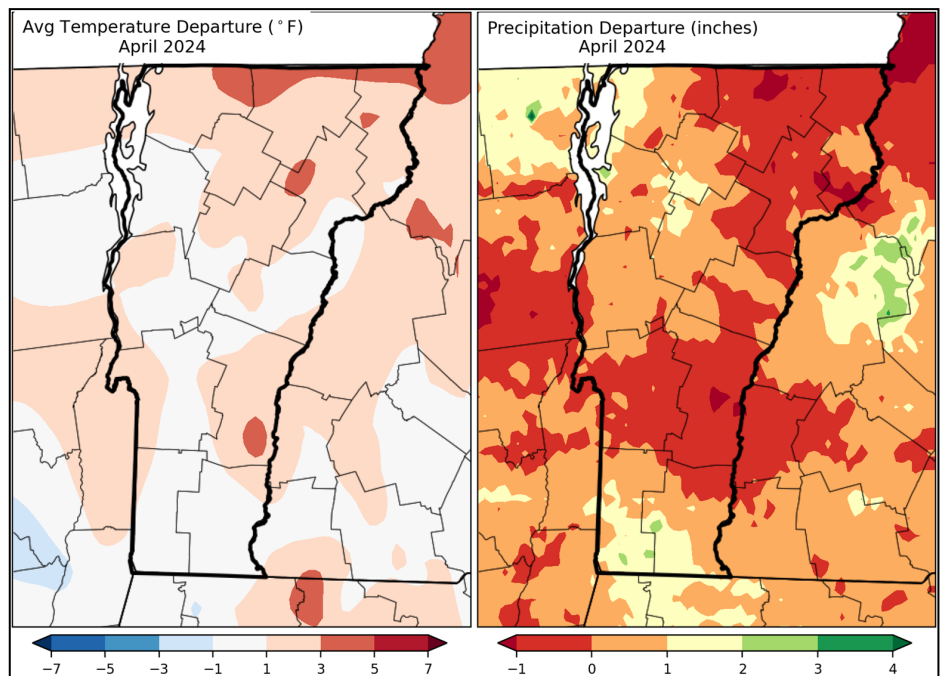 Avg Temperature Departure (°F)
April 2024
Precipitation Departure (inches)
April 2024
−7 −5 −3 −1 1 3 5 7
−1 0 1 2 3 4